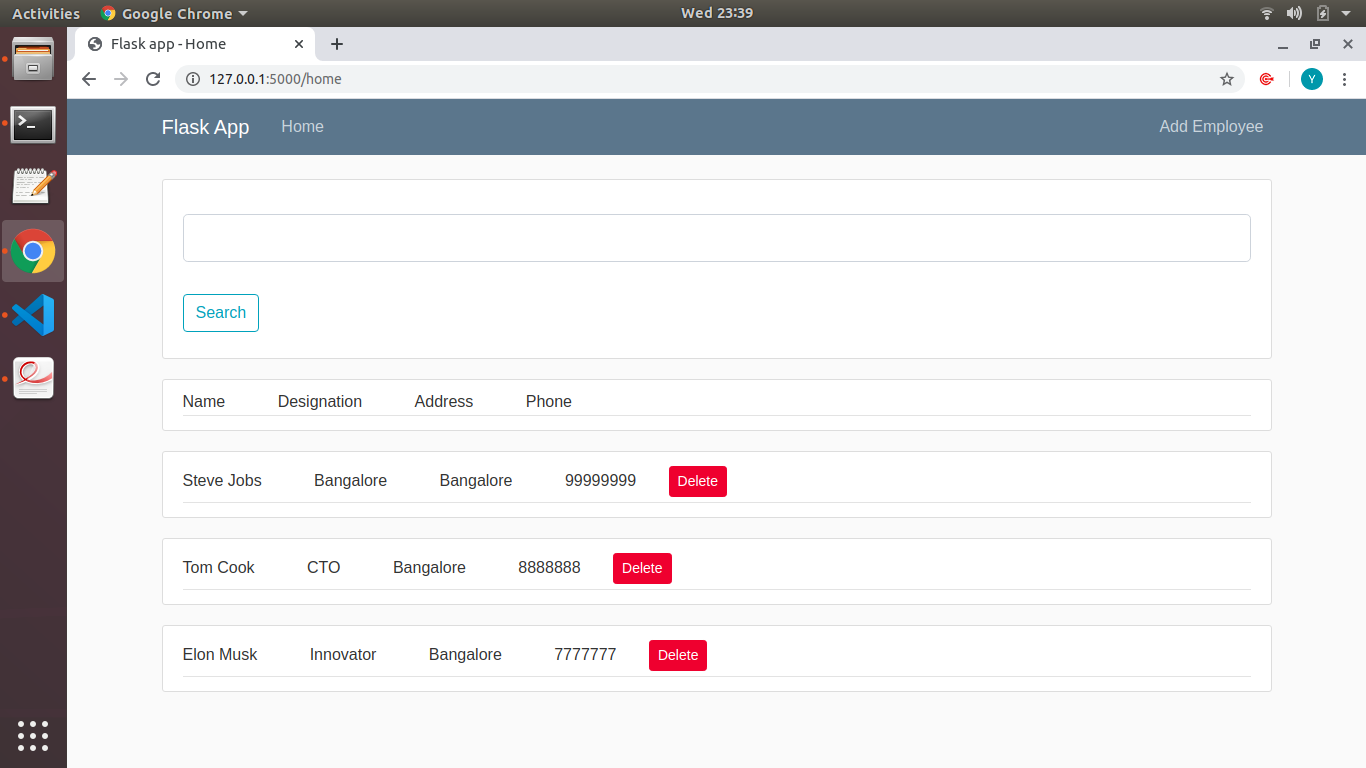 Activities Google Chrome Wed 23:39
Flask app - Home
127.0.0.1:5000/home Y
Flask App Home Add Employee
Search
Name Designation Address Phone
Steve Jobs Bangalore Bangalore 99999999 Delete
Tom Cook CTO Bangalore 8888888 Delete
Elon Musk Innovator Bangalore 7777777 Delete